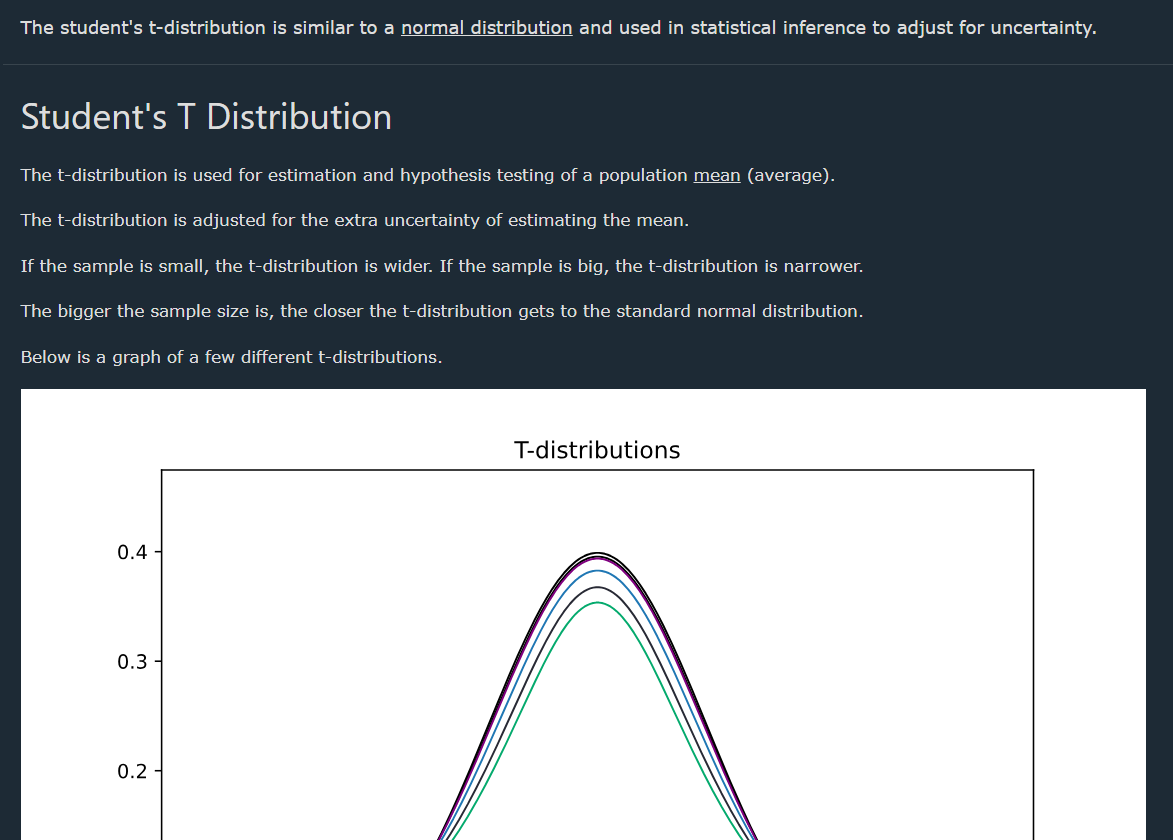 The student's t-distribution is similar to a normal distribution and used in statistical inference to adjust for uncertainty.
Student's T Distribution
The t-distribution is used for estimation and hypothesis testing of a population mean (average).
The t-distribution is adjusted for the extra uncertainty of estimating the mean.
If the sample is small, the t-distribution is wider. If the sample is big, the t-distribution is narrower.
The bigger the sample size is, the closer the t-distribution gets to the standard normal distribution.
Below is a graph of a few different t-distributions.
T-distributions
0.4
0.3
0.2